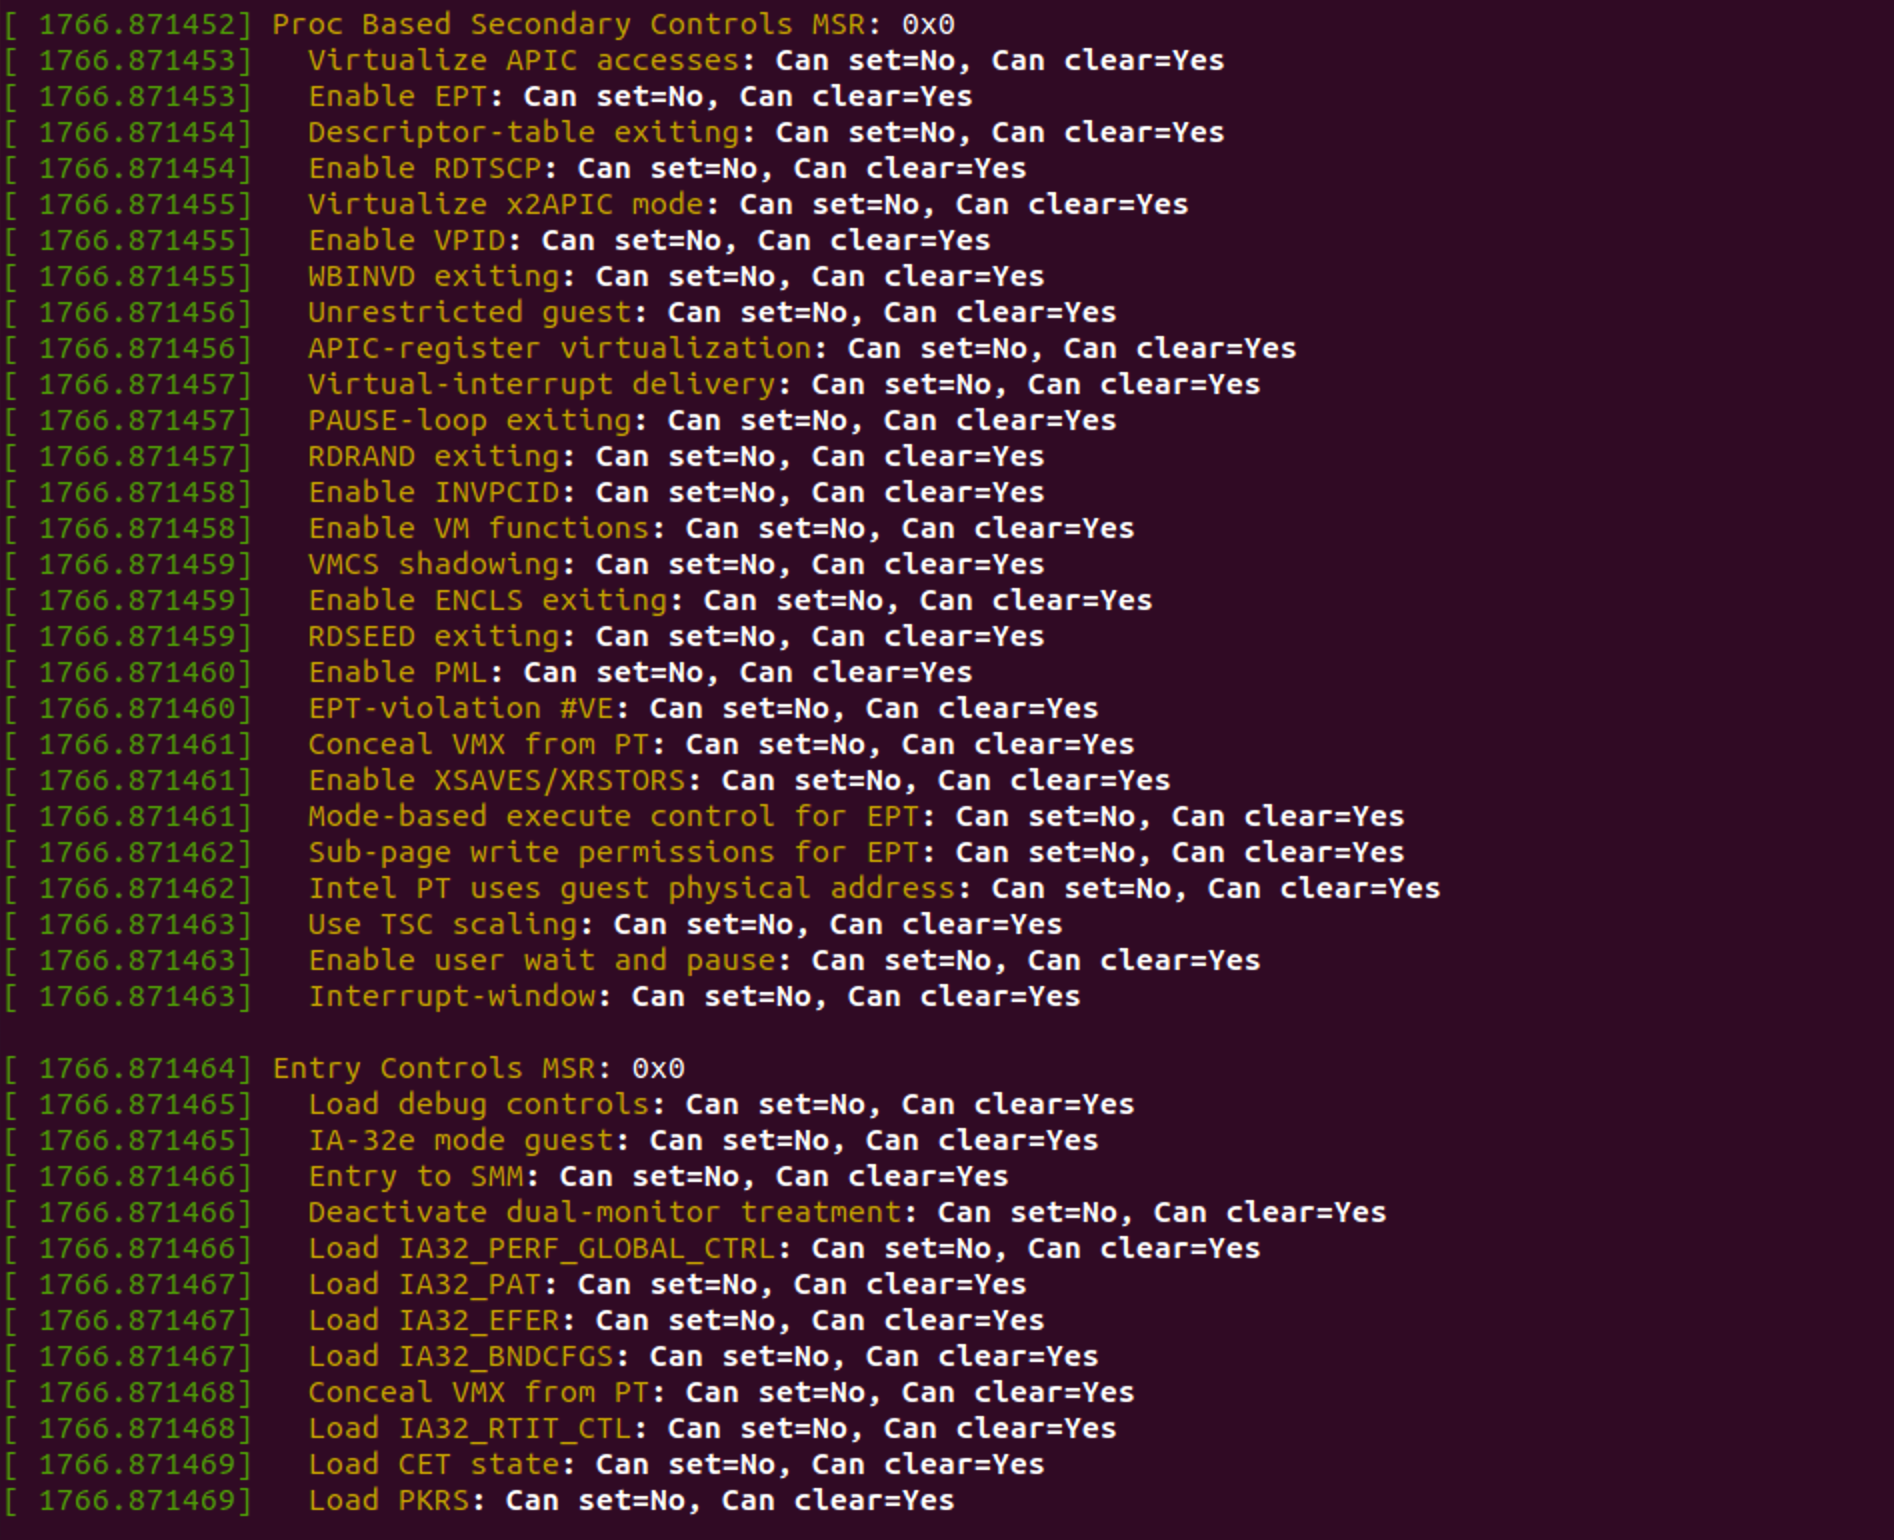 [ 1766.871452] Proc Based Secondary Controls MSR: 0x0
[ 1766.871453]   Virtualize APIC accesses: Can set=No, Can clear=Yes
[ 1766.871453]   Enable EPT: Can set=No, Can clear=Yes
[ 1766.871454]   Descriptor-table exiting: Can set=No, Can clear=Yes
[ 1766.871454]   Enable RDTSCP: Can set=No, Can clear=Yes
[ 1766.871455]   Virtualize x2APIC mode: Can set=No, Can clear=Yes
[ 1766.871455]   Enable VPID: Can set=No, Can clear=Yes
[ 1766.871455]   WBINVD exiting: Can set=No, Can clear=Yes
[ 1766.871456]   Unrestricted guest: Can set=No, Can clear=Yes
[ 1766.871456]   APIC-register virtualization: Can set=No, Can clear=Yes
[ 1766.871457]   Virtual-interrupt delivery: Can set=No, Can clear=Yes
[ 1766.871457]   PAUSE-loop exiting: Can set=No, Can clear=Yes
[ 1766.871457]   RDRAND exiting: Can set=No, Can clear=Yes
[ 1766.871458]   Enable INVPCID: Can set=No, Can clear=Yes
[ 1766.871458]   Enable VM functions: Can set=No, Can clear=Yes
[ 1766.871459]   VMCS shadowing: Can set=No, Can clear=Yes
[ 1766.871459]   Enable ENCLS exiting: Can set=No, Can clear=Yes
[ 1766.871459]   RDSEED exiting: Can set=No, Can clear=Yes
[ 1766.871460]   Enable PML: Can set=No, Can clear=Yes
[ 1766.871460]   EPT-violation #VE: Can set=No, Can clear=Yes
[ 1766.871461]   Conceal VMX from PT: Can set=No, Can clear=Yes
[ 1766.871461]   Enable XSAVES/XRSTORS: Can set=No, Can clear=Yes
[ 1766.871461]   Mode-based execute control for EPT: Can set=No, Can clear=Yes
[ 1766.871462]   Sub-page write permissions for EPT: Can set=No, Can clear=Yes
[ 1766.871462]   Intel PT uses guest physical address: Can set=No, Can clear=Yes
[ 1766.871463]   Use TSC scaling: Can set=No, Can clear=Yes
[ 1766.871463]   Enable user wait and pause: Can set=No, Can clear=Yes
[ 1766.871463]   Interrupt-window: Can set=No, Can clear=Yes
[ 1766.871464] Entry Controls MSR: 0x0
[ 1766.871465]   Load debug controls: Can set=No, Can clear=Yes
[ 1766.871465]   IA-32e mode guest: Can set=No, Can clear=Yes
[ 1766.871466]   Entry to SMM: Can set=No, Can clear=Yes
[ 1766.871466]   Deactivate dual-monitor treatment: Can set=No, Can clear=Yes
[ 1766.871466]   Load IA32_PERF_GLOBAL_CTRL: Can set=No, Can clear=Yes
[ 1766.871467]   Load IA32_PAT: Can set=No, Can clear=Yes
[ 1766.871467]   Load IA32_EFER: Can set=No, Can clear=Yes
[ 1766.871467]   Load IA32_BNDCFGS: Can set=No, Can clear=Yes
[ 1766.871468]   Conceal VMX from PT: Can set=No, Can clear=Yes
[ 1766.871468]   Load IA32_RTIT_CTL: Can set=No, Can clear=Yes
[ 1766.871469]   Load CET state: Can set=No, Can clear=Yes
[ 1766.871469]   Load PKRS: Can set=No, Can clear=Yes